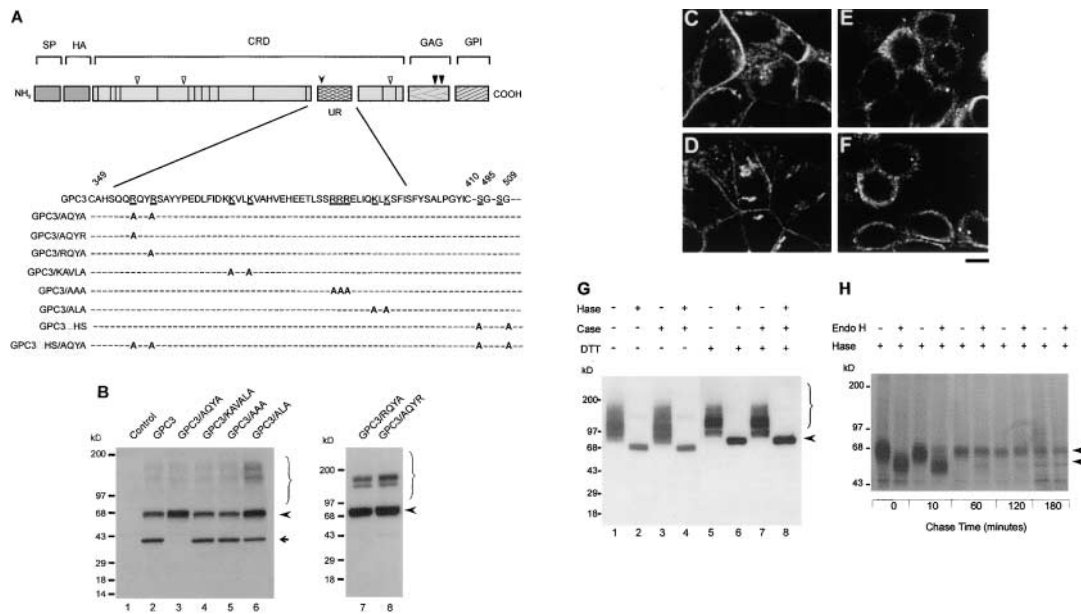 A
SP HA CRD GAG GPI
NH₂ COOH
UR
349 410 495 509
GPC3 CAHSQQRQYRSAYYPEDLFIDKKVLKVAHVEHEETLSSRRRELIQKLKSFISFYSALPGYIC-SG-SG--
GPC3/AQYA A A
GPC3/AQYR A
GPC3/RQYA A
GPC3/KAVLA A A
GPC3/AAA AAA
GPC3/ALA A A
GPC3 HS A A
GPC3 HS/AQYA A A A A
B
Control
GPC3
GPC3/AQYA
GPC3/KAVALA
GPC3/AAA
GPC3/ALA
kD
200
97
68
43
29
18
14
1 2 3 4 5 6
GPC3/RQYA
GPC3/AQYR
kD
200
97
68
43
29
18
14
7 8
C E
D F
G
Hase - + - + - + - +
Case - - + + - - + +
DTT + + + +
kD
200
97
68
43
29
18
1 2 3 4 5 6 7 8
H
Endo H - + - + - + - + - +
Hase + + + + + + + + + +
kD
200
97
68
43
0 10 60 120 180
Chase Time (minutes)